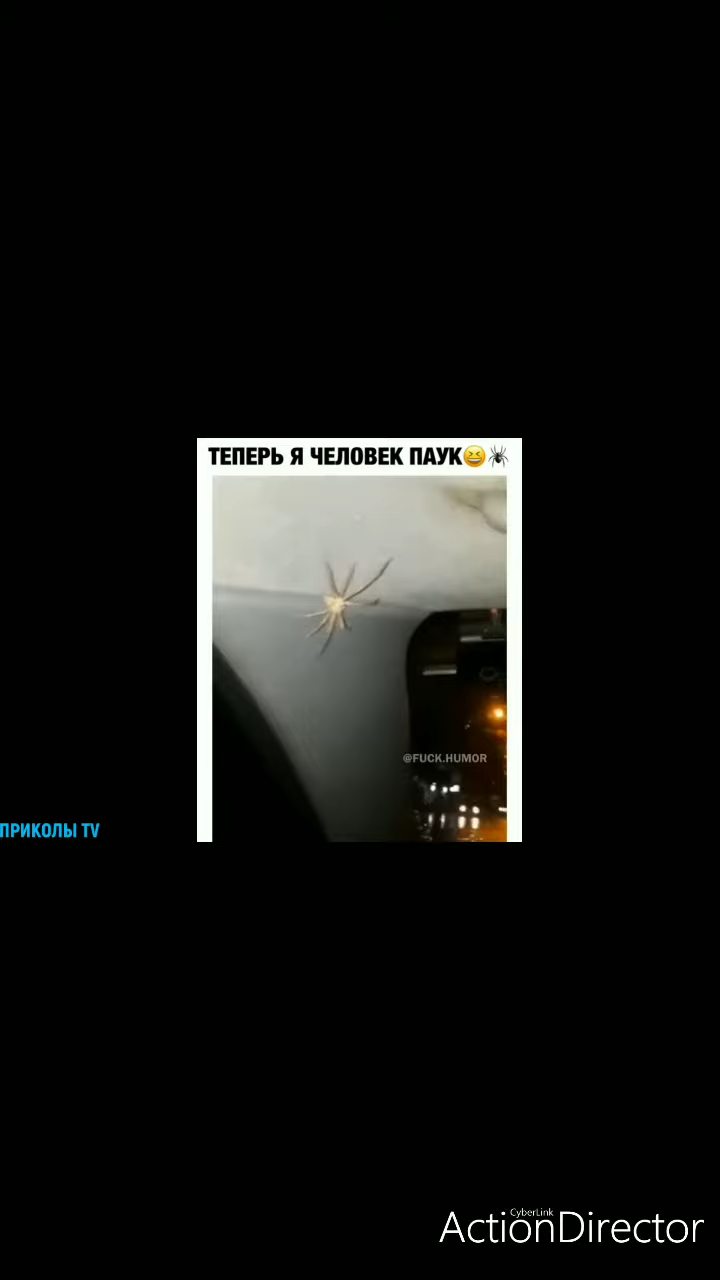 ТЕПЕРЬ Я ЧЕЛОВЕК ПАУК😆🕷
@FUCK.HUMOR
ПРИКОЛЫ TV
CyberLink
ActionDirector